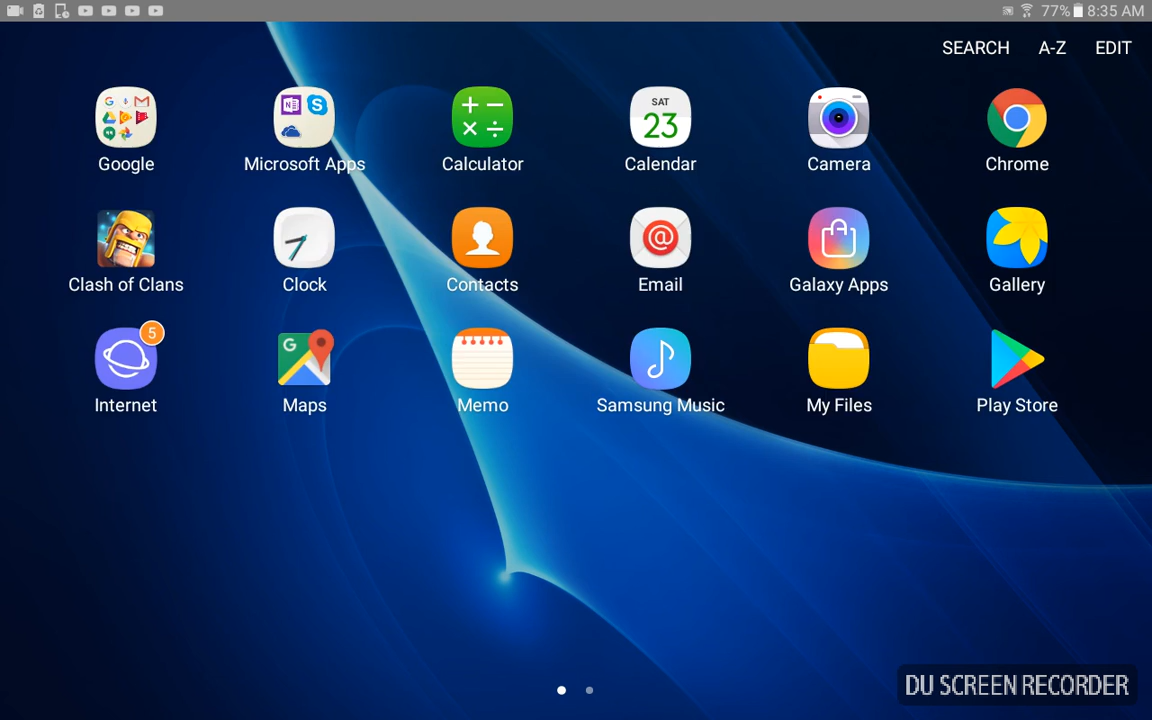 77% 8:35 AM
SEARCH A-Z EDIT
SAT
23
Google Microsoft Apps Calculator Calendar Camera Chrome
Clash of Clans Clock Contacts Email Galaxy Apps Gallery
5
G
Internet Maps Memo Samsung Music My Files Play Store
DU SCREEN RECORDER